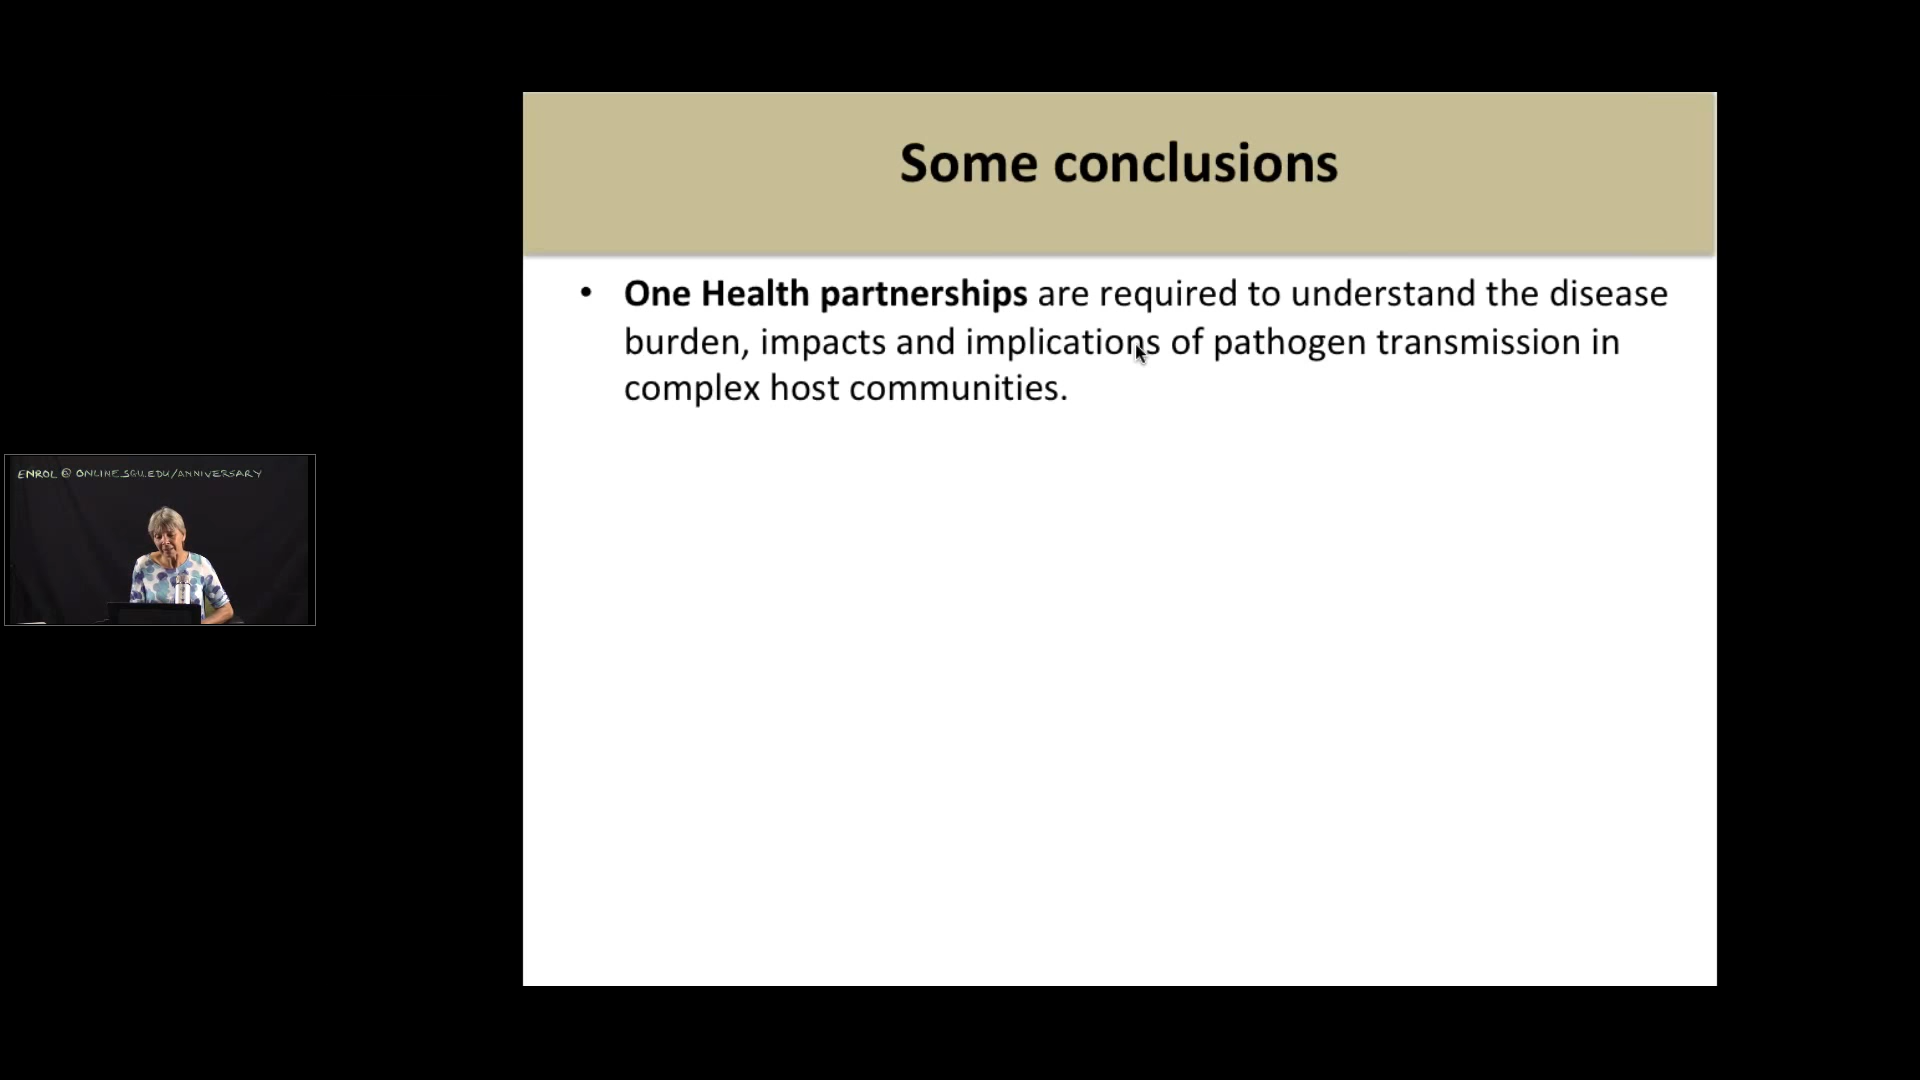 ENROL @ ONLINE.SGU.EDU/ANNIVERSARY
Some conclusions
• One Health partnerships are required to understand the disease
burden, impacts and implications of pathogen transmission in
complex host communities.